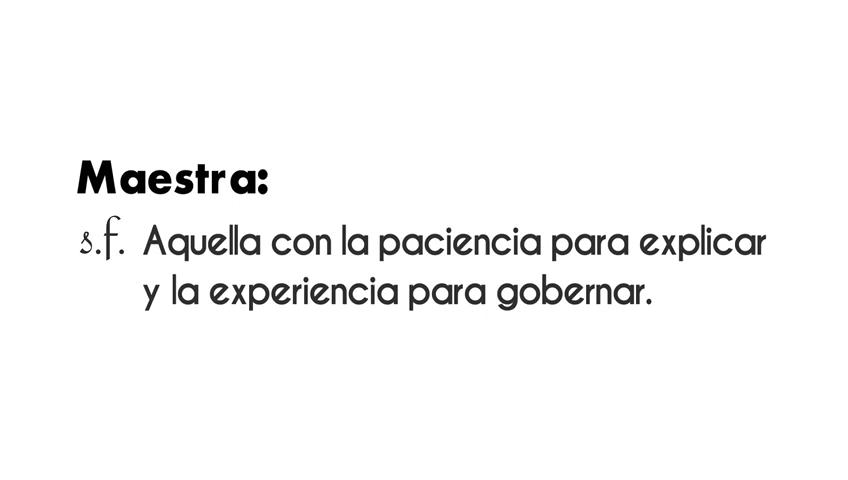 Maestra:
s.f. Aquella con la paciencia para explicar
y la experiencia para gobernar.